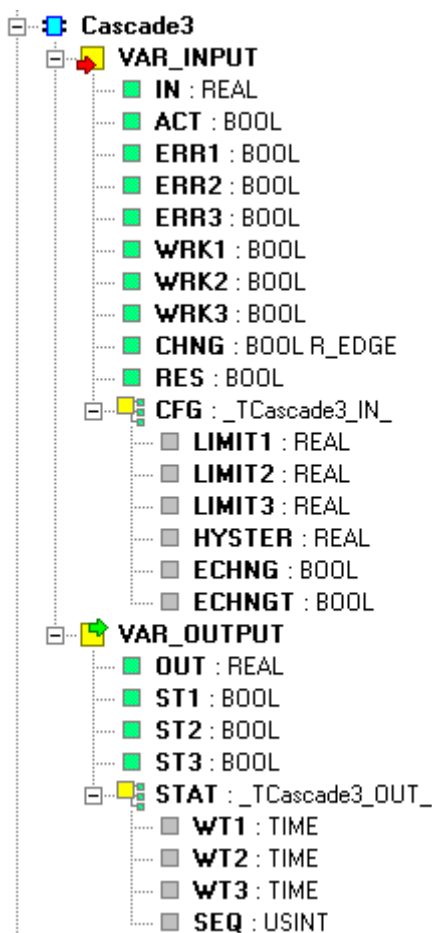 Cascade3
VAR_INPUT
IN : REAL
ACT : BOOL
ERR1 : BOOL
ERR2 : BOOL
ERR3 : BOOL
WRK1 : BOOL
WRK2 : BOOL
WRK3 : BOOL
CHNG : BOOL R_EDGE
RES : BOOL
CFG : _TCascade3_IN_
LIMIT1 : REAL
LIMIT2 : REAL
LIMIT3 : REAL
HYSTER : REAL
ECHNG : BOOL
ECHNGT : BOOL
VAR_OUTPUT
OUT : REAL
ST1 : BOOL
ST2 : BOOL
ST3 : BOOL
STAT : _TCascade3_OUT_
WT1 : TIME
WT2 : TIME
WT3 : TIME
SEQ : USINT